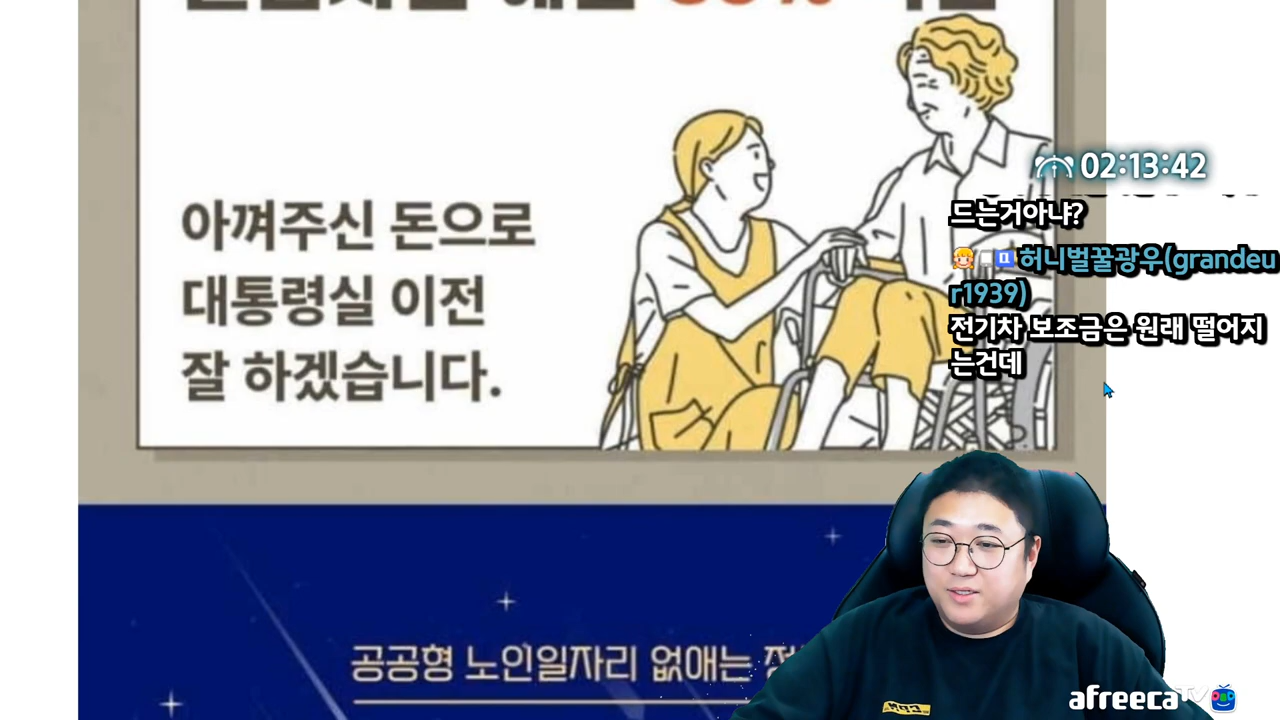 02:13:42
드는거아냐?
허니벌꿀광우(grandeu
r1939)
전기차 보조금은 원래 떨어지
는건데
아껴주신 돈으로
대통령실 이전
잘 하겠습니다.
공공형 노인일자리 없애는
afreecaTV